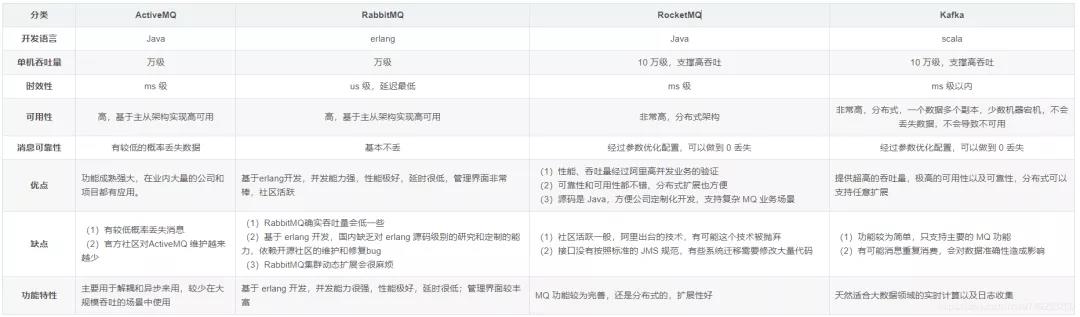 分类 ActiveMQ RabbitMQ RocketMQ Kafka
开发语言 Java erlang Java scala
单机吞吐量 万级 万级 10 万级，支撑高吞吐 10 万级，支撑高吞吐
时效性 ms 级 us 级，延迟最低 ms 级 ms 级以内
可用性 高，基于主从架构实现高可用 高，基于主从架构实现高可用 非常高，分布式架构 非常高，分布式，一个数据多个副本，少数机器宕机，不会
丢失数据，不会导致不可用
消息可靠性 有较低的概率丢失数据 基本不丢 经过参数优化配置，可以做到 0 丢失 经过参数优化配置，可以做到 0 丢失
优点
功能成熟强大，在业内大量的公司和
项目都有应用。
基于erlang开发，并发能力强，性能极好，延时很低，管理界面非常
棒，社区活跃
（1）性能、吞吐量经过阿里高并发业务的验证
（2）可靠性和可用性都不错，分布式扩展也方便
（3）源码是 Java，方便公司定制化开发，支持复杂 MQ 业务场景
提供超高的吞吐量，极高的可用性以及可靠性，分布式可以
支持任意扩展
缺点
（1）有较低概率丢失消息
（2）官方社区对ActiveMQ 维护越来
越少
（1）RabbitMQ确实吞吐量会低一些
（2）基于 erlang 开发，国内缺乏对 erlang 源码级别的研究和定制的能
力，依赖开源社区的维护和修复bug
（3）RabbitMQ集群动态扩展会很麻烦
（1）社区活跃一般，阿里出台的技术，有可能这个技术被抛弃
（2）接口没有按照标准的 JMS 规范，有些系统迁移需要修改大量代码
（1）功能较为简单，只支持主要的 MQ 功能
（2）有可能消息重复消费，会对数据准确性造成影响
功能特性
主要用于解耦和异步来用，较少在大
规模吞吐的场景中使用
基于 erlang 开发，并发能力很强，性能极好，延时很低；管理界面较丰
富
MQ 功能较为完善，还是分布式的，扩展性好
天然适合大数据领域的实时计算以及日志收集